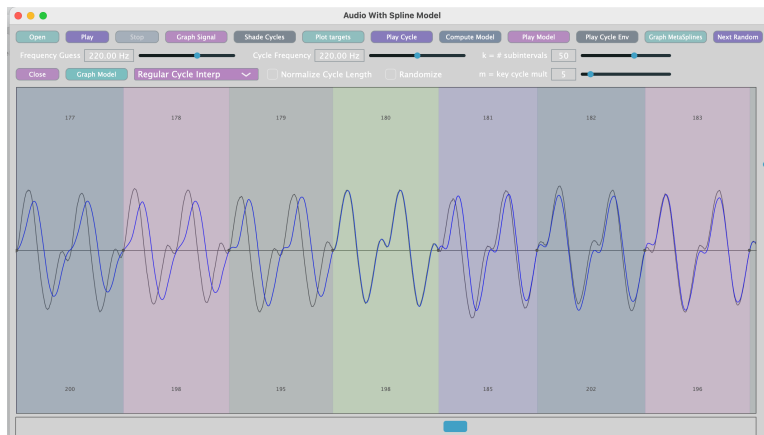 Audio With Spline Model
Open Play Stop Graph Signal Shade Cycles Plot targets Play Cycle Compute Model Play Model Play Cycle Env Graph MetaSplines Next Random
Frequency Guess 220.00 Hz Cycle Frequency 220.00 Hz k = # subintervals 50
Close Graph Model Regular Cycle Interp Normalize Cycle Length Randomize m = key cycle mult 5
177 178 179 180 181 182 183
200 198 195 198 185 202 196